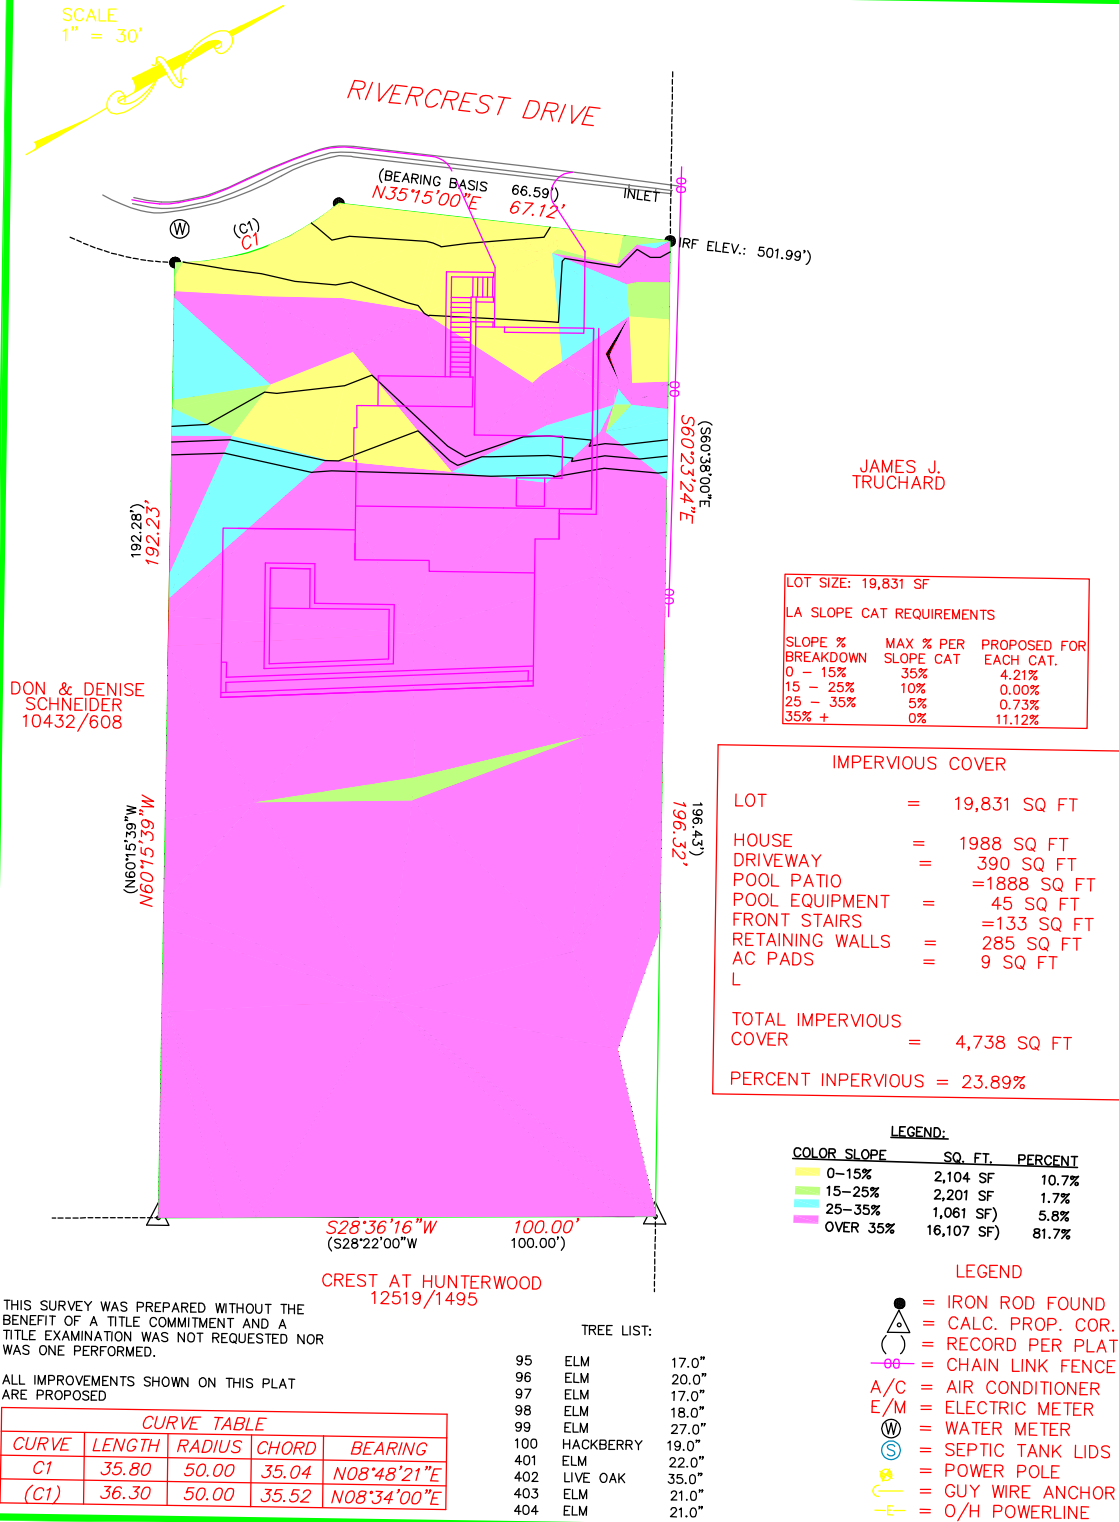 SCALE
1" = 30'
RIVERCREST DRIVE
(BEARING BASIS 66.59')
N35°15'00"E 67.12'
INLET
W
(C1)
C1
IRF ELEV.: 501.99')
(S60°38'00"E
S60°23'24"E
JAMES J.
TRUCHARD
192.28')
192.23'
LOT SIZE: 19,831 SF
LA SLOPE CAT REQUIREMENTS
SLOPE % MAX % PER PROPOSED FOR
BREAKDOWN SLOPE CAT EACH CAT.
0 - 15% 35% 4.21%
15 - 25% 10% 0.00%
25 - 35% 5% 0.73%
35% + 0% 11.12%
DON & DENISE
SCHNEIDER
10432/608
IMPERVIOUS COVER
LOT = 19,831 SQ FT
HOUSE = 1988 SQ FT
DRIVEWAY = 390 SQ FT
POOL PATIO =1888 SQ FT
POOL EQUIPMENT = 45 SQ FT
FRONT STAIRS =133 SQ FT
RETAINING WALLS = 285 SQ FT
AC PADS = 9 SQ FT
L
TOTAL IMPERVIOUS
COVER = 4,738 SQ FT
PERCENT INPERVIOUS = 23.89%
(N60°15'39"W
N60°15'39"W
196.43')
196.32'
LEGEND:
COLOR SLOPE SQ. FT. PERCENT
0-15% 2,104 SF 10.7%
15-25% 2,201 SF 1.7%
25-35% 1,061 SF) 5.8%
OVER 35% 16,107 SF) 81.7%
S28°36'16"W 100.00'
(S28°22'00"W 100.00')
CREST AT HUNTERWOOD
12519/1495
LEGEND
= IRON ROD FOUND
= CALC. PROP. COR.
( ) = RECORD PER PLAT
= CHAIN LINK FENCE
A/C = AIR CONDITIONER
E/M = ELECTRIC METER
W = WATER METER
S = SEPTIC TANK LIDS
= POWER POLE
= GUY WIRE ANCHOR
E = O/H POWERLINE
THIS SURVEY WAS PREPARED WITHOUT THE
BENEFIT OF A TITLE COMMITMENT AND A
TITLE EXAMINATION WAS NOT REQUESTED NOR
WAS ONE PERFORMED.
ALL IMPROVEMENTS SHOWN ON THIS PLAT
ARE PROPOSED
TREE LIST:
95 ELM 17.0"
96 ELM 20.0"
97 ELM 17.0"
98 ELM 18.0"
99 ELM 27.0"
100 HACKBERRY 19.0"
401 ELM 22.0"
402 LIVE OAK 35.0"
403 ELM 21.0"
404 ELM 21.0"
CURVE TABLE
CURVE LENGTH RADIUS CHORD BEARING
C1 35.80 50.00 35.04 N08°48'21"E
(C1) 36.30 50.00 35.52 N08°34'00"E